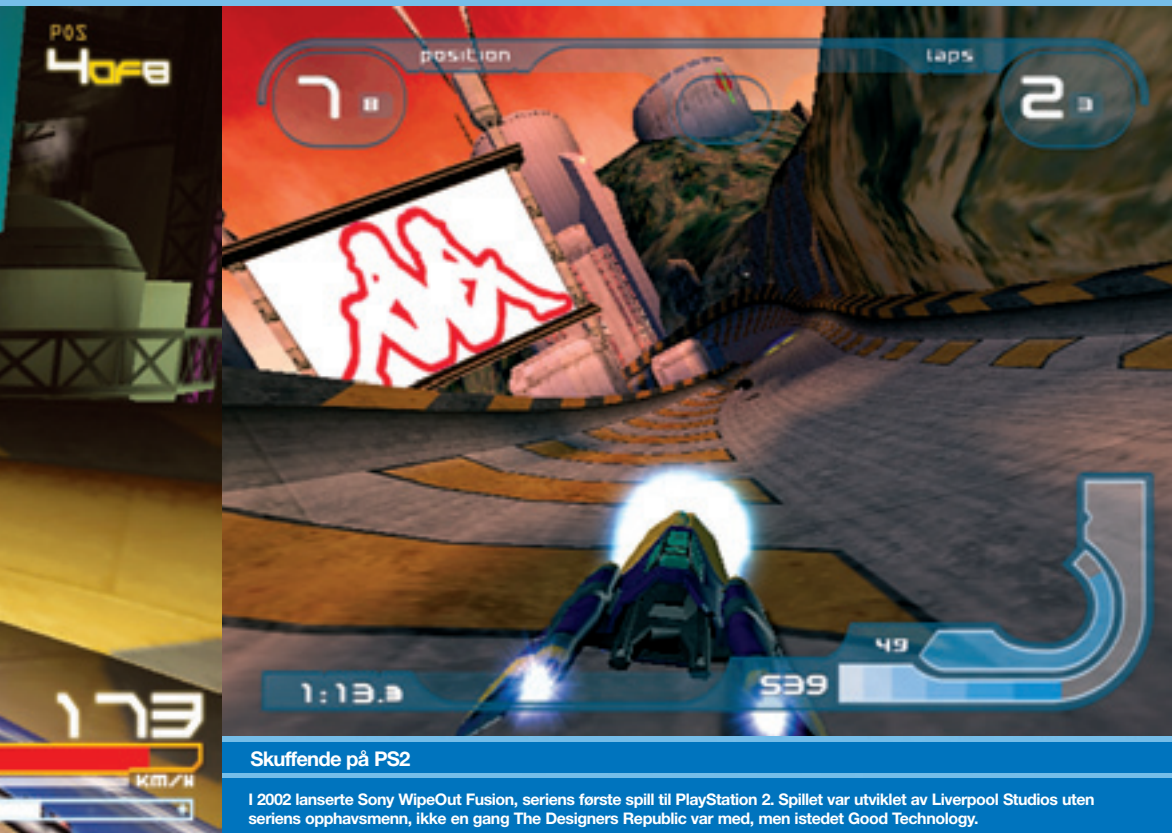 POS
4OF8
173
KM/H
position
laps
7 8
2 3
49
1:13.3
539
Skuffende på PS2
I 2002 lanserte Sony WipeOut Fusion, seriens første spill til PlayStation 2. Spillet var utviklet av Liverpool Studios uten
seriens opphavsmenn, ikke en gang The Designers Republic var med, men istedet Good Technology.